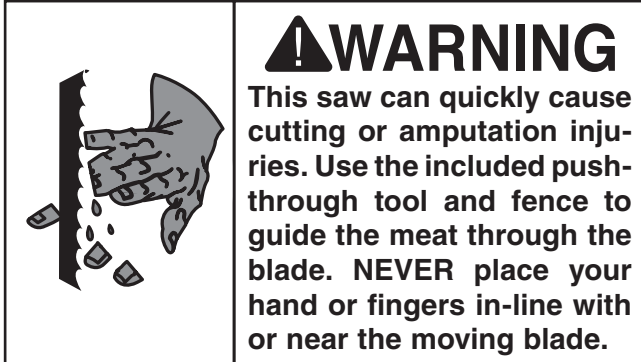 WARNING
This saw can quickly cause
cutting or amputation inju-
ries. Use the included push-
through tool and fence to
guide the meat through the
blade. NEVER place your
hand or fingers in-line with
or near the moving blade.